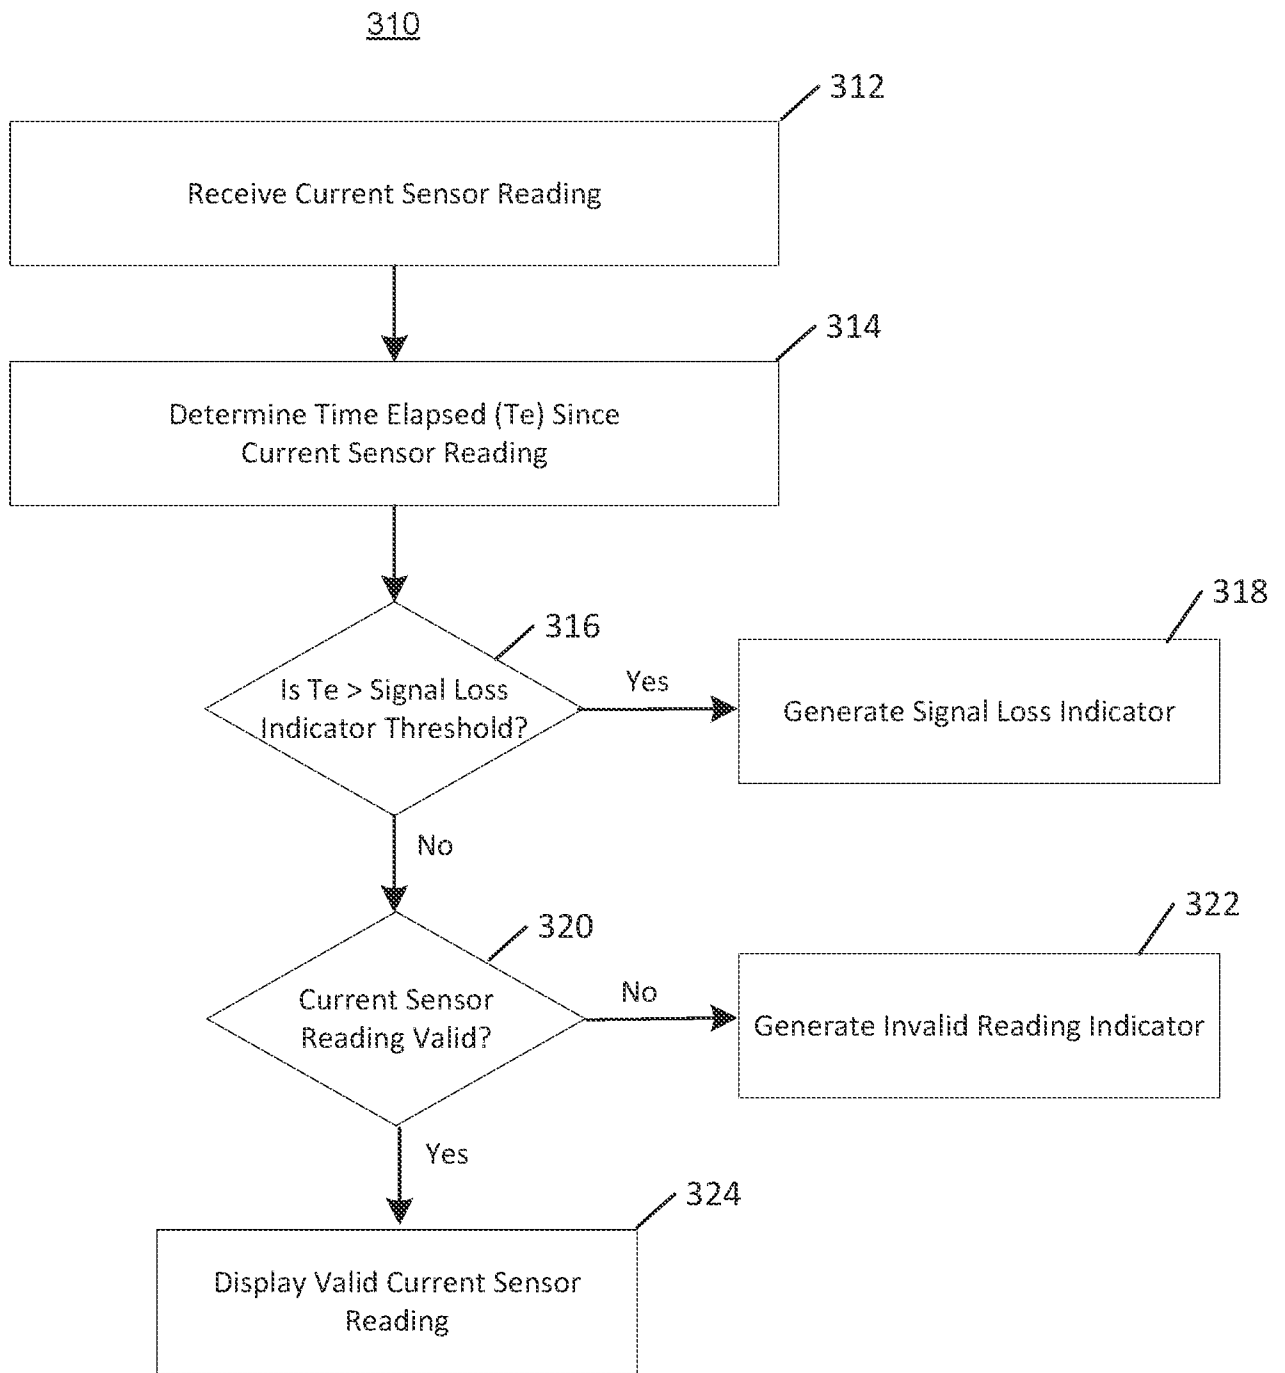 310
312
Receive Current Sensor Reading
314
Determine Time Elapsed (Te) Since
Current Sensor Reading
316
Is Te > Signal Loss
Indicator Threshold?
Yes
318
Generate Signal Loss Indicator
No
320
Current Sensor
Reading Valid?
No
322
Generate Invalid Reading Indicator
Yes
324
Display Valid Current Sensor
Reading